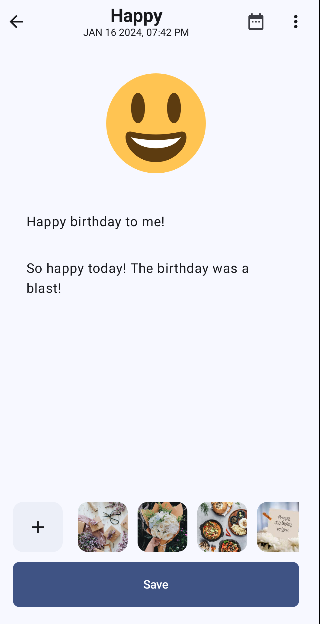 Happy
JAN 16 2024, 07:42 PM
Happy birthday to me!
So happy today! The birthday was a
blast!
Save